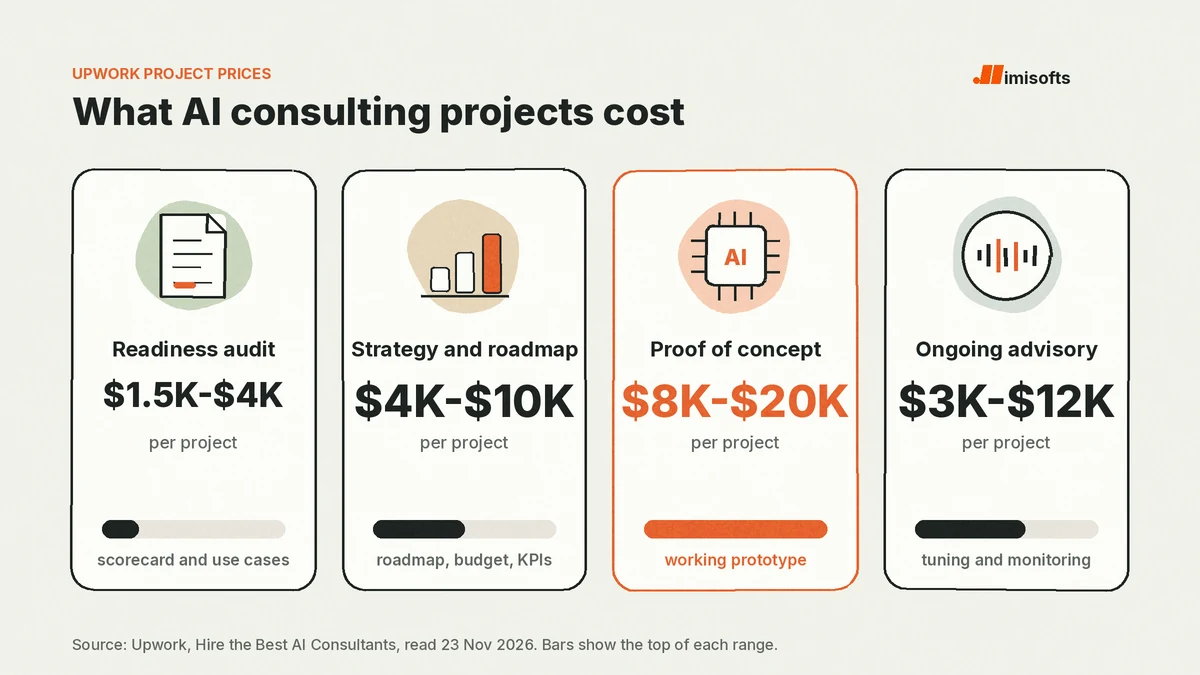 UPWORK PROJECT PRICES
imisofts
What AI consulting projects cost
AI
Readiness audit
$1.5K-$4K
per project
scorecard and use cases
Strategy and roadmap
$4K-$10K
per project
roadmap, budget, KPIs
Proof of concept
$8K-$20K
per project
working prototype
Ongoing advisory
$3K-$12K
per project
tuning and monitoring
Source: Upwork, Hire the Best AI Consultants, read 23 Nov 2026. Bars show the top of each range.